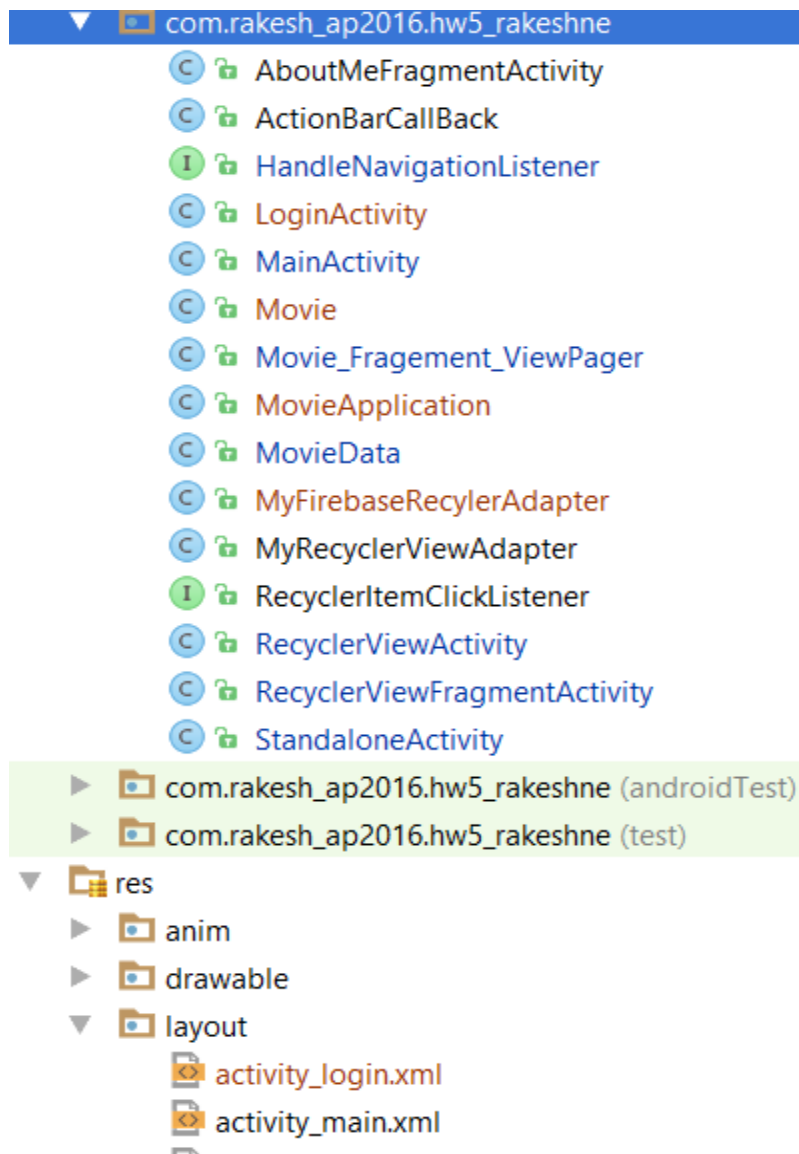 com.rakesh_ap2016.hw5_rakeshne
C AboutMeFragmentActivity
C ActionBarCallBack
I HandleNavigationListener
C LoginActivity
C MainActivity
C Movie
C Movie_Fragement_ViewPager
C MovieApplication
C MovieData
C MyFirebaseRecylerAdapter
C MyRecyclerViewAdapter
I RecyclerItemClickListener
C RecyclerViewActivity
C RecyclerViewFragmentActivity
C StandaloneActivity
com.rakesh_ap2016.hw5_rakeshne (androidTest)
com.rakesh_ap2016.hw5_rakeshne (test)
res
anim
drawable
layout
activity_login.xml
activity_main.xml